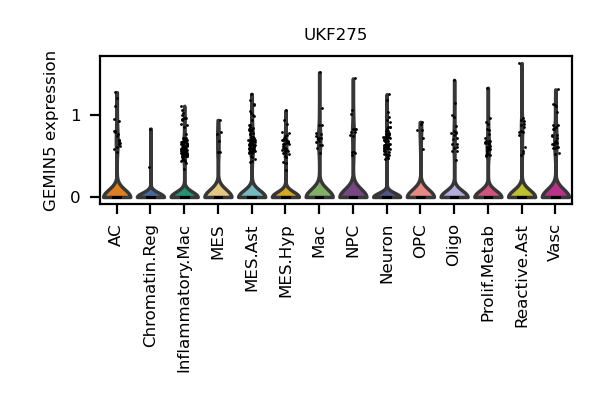 UKF275
GEMIN5 expression
1
0
AC
Chromatin.Reg
Inflammatory.Mac
MES
MES.Ast
MES.Hyp
Mac
NPC
Neuron
OPC
Oligo
Prolif.Metab
Reactive.Ast
Vasc